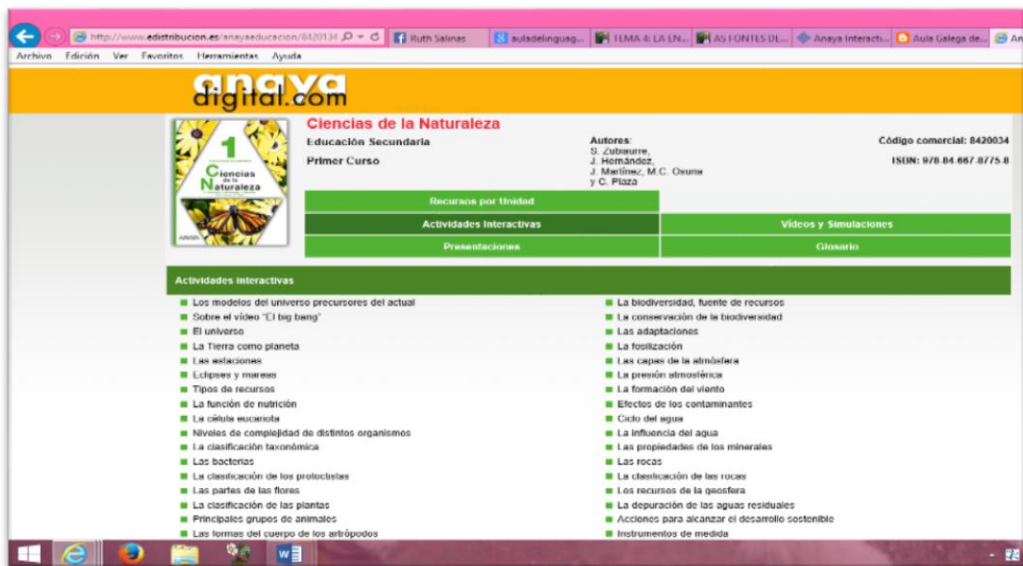 http://www.edistribucion.es/anayaeducacion/8420134
Ruth Salinas
auladelinguag...
TEMA 4: LA EN...
AS FONTES DE...
Anaya Interacti...
Aula Galega de...
An
Archivo Edición Ver Favoritos Herramientas Ayuda
anaya
digital.com
1
Ciencias
de la
Naturaleza
ANAYA
Ciencias de la Naturaleza
Educación Secundaria
Primer Curso
Autores:
S. Zubiaurre,
J. Hernández,
J. Martínez, M.C. Osuna
y C. Plaza
Código comercial: 8420034
ISBN: 978-84-667-8775-8
Recursos por Unidad
Actividades Interactivas
Vídeos y Simulaciones
Presentaciones
Glosario
Actividades interactivas
Los modelos del universo precursores del actual
Sobre el vídeo "El big bang"
El universo
La Tierra como planeta
Las estaciones
Eclipses y mareas
Tipos de recursos
La función de nutrición
La célula eucariota
Niveles de complejidad de distintos organismos
La clasificación taxonómica
Las bacterias
La clasificación de los protoctistas
Las partes de las flores
La clasificación de las plantas
Principales grupos de animales
Las formas del cuerpo de los artrópodos
La biodiversidad, fuente de recursos
La conservación de la biodiversidad
Las adaptaciones
La fosilización
Las capas de la atmósfera
La presión atmosférica
La formación del viento
Efectos de los contaminantes
Ciclo del agua
La influencia del agua
Las propiedades de los minerales
Las rocas
La clasificación de las rocas
Los recursos de la geosfera
La depuración de las aguas residuales
Acciones para alcanzar el desarrollo sostenible
Instrumentos de medida